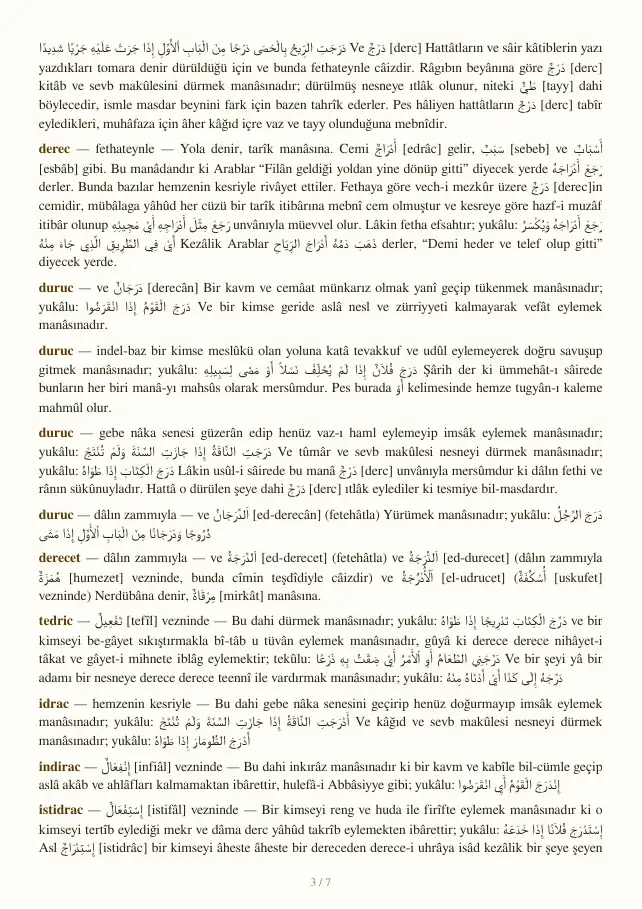 دَرَجَتِ الرِّيحُ بِالْحَصَى دَرْجًا مِنَ الْبَابِ اْلأَوَّلِ إِذَا جَرَتْ عَلَيْهِ جَرْيًا شَدِيدًا Ve دَرْجٌ [derc] Hattâtların ve sâir kâtiblerin yazı
yazdıkları tomara denir dürüldüğü için ve bunda fethateynle câizdir. Râgıbın beyânına göre دَرْجٌ [derc]
kitâb ve sevb makûlesini dürmek manâsınadır; dürülmüş nesneye ıtlâk olunur, niteki طَيٌّ [tayy] dahi
böylecedir, ismle masdar beynini fark için bazen tahrîk ederler. Pes hâliyen hattâtların دَرْجٌ [derc] tabîr
eyledikleri, muhâfaza için âher kâğıd içre vaz ve tayy olunduğuna mebnîdir.
derec — fethateynle — Yola denir, tarîk manâsına. Cemi أَدْرَاجٌ [edrâc] gelir, سَبَبٌ [sebeb] ve أَسْبَابٌ
[esbâb] gibi. Bu manâdandır ki Arablar “Filân geldiği yoldan yine dönüp gitti” diyecek yerde رَجَعَ أَدْرَاجَهُ
derler. Bunda bazılar hemzenin kesriyle rivâyet ettiler. Fethaya göre vech-i mezkûr üzere دَرَجٌ [derec]in
cemidir, mübâlaga yâhûd her cüzü bir tarîk itibârına mebnî cem olmuştur ve kesreye göre hazf-i muzâf
itibâr olunup رَجَعَ مِثْلَ أَدْرَاجِهِ أَيْ مَجِيئِهِ unvânıyla müevvel olur. Lâkin fetha efsahtır; yukâlu: رَجَعَ أَدْرَاجَهُ وَيُكْسَرُ
أَيْ فِي الطَّرِيقِ الَّذِي جَاءَ مِنْهُ Kezâlik Arablar ذَهَبَ دَمُهُ أَدْرَاجَ الرِّيَاحِ derler, “Demi heder ve telef olup gitti”
diyecek yerde.
duruc — ve دَرَجَانٌ [derecân] Bir kavm ve cemâat münkarız olmak yanî geçip tükenmek manâsınadır;
yukâlu: دَرَجَ الْقَوْمُ إِذَا انْقَرَضُوا Ve bir kimse geride aslâ nesl ve zürriyyeti kalmayarak vefât eylemek
manâsınadır.
duruc — indel-baz bir kimse meslûkü olan yoluna katâ tevakkuf ve udûl eylemeyerek doğru savuşup
gitmek manâsınadır; yukâlu: دَرَجَ فُلاَنٌ إِذَا لَمْ يُخَلِّفْ نَسْلاً أَوْ مَضَى لِسَبِيلِهِ Şârih der ki ümmehât-ı sâirede
bunların her biri manâ-yı mahsûs olarak mersûmdur. Pes burada أَوْ kelimesinde hemze tugyân-ı kaleme
mahmûl olur.
duruc — gebe nâka senesi güzerân edip henüz vaz-ı haml eylemeyip imsâk eylemek manâsınadır;
yukâlu: دَرَجَتِ النَّاقَةُ إِذَا جَازَتِ السَّنَةَ وَلَمْ تُنْتَجْ Ve tûmâr ve sevb makûlesi nesneyi dürmek manâsınadır;
yukâlu: دَرَجَ الْكِتَابَ إِذَا طَوَاهُ Lâkin usûl-i sâirede bu manâ دَرْجٌ [derc] unvânıyla mersûmdur ki dâlın fethi ve
rânın sükûnuyladır. Hattâ o dürülen şeye dahi دَرْجٌ [derc] ıtlâk eylediler ki tesmiye bil-masdardır.
duruc — dâlın zammıyla — ve اَلدَّرَجَانُ [ed-derecân] (fetehâtla) Yürümek manâsınadır; yukâlu: دَرَجَ الرَّجُلُ
دُرُوجًا وَدَرَجَانًا مِنَ الْبَابِ اْلأَوَّلِ إِذَا مَشَى
derecet — dâlın zammıyla — ve اَلدَّرَجَةُ [ed-derecet] (fetehâtla) ve اَلدُّرَجَةُ [ed-durecet] (dâlın zammıyla
هُمَزَةٌ [humezet] vezninde, bunda cîmin teşdîdiyle câizdir) ve اَلْأُدْرُجَةُ [el-udrucet] (أُسْكُفَةٌ [uskufet]
vezninde) Nerdübâna denir, مِرْقَاةٌ [mirkât] manâsına.
tedric — تَفْعِيلٌ [tefîl] vezninde — Bu dahi dürmek manâsınadır; yukâlu: دَرَّجَ الْكِتَابَ تَدْرِيجًا إِذَا طَوَاهُ ve bir
kimseyi be-gâyet sıkıştırmakla bî-tâb u tüvân eylemek manâsınadır, gûyâ ki derece derece nihâyet-i
tâkat ve gâyet-i mihnete iblâg eylemektir; tekûlu: دَرَّجَنِي الطَّعَامُ أَوِ اْلأَمْرُ أَيْ ضِقْتُ بِهِ ذَرْعًا Ve bir şeyi yâ bir
adamı bir nesneye derece derece teennî ile vardırmak manâsınadır; yukâlu: دَرَّجَهُ إِلَى كَذَا أَيْ أَدْنَاهُ مِنْهُ
idrac — hemzenin kesriyle — Bu dahi gebe nâka senesini geçirip henüz doğurmayıp imsâk eylemek
manâsınadır; yukâlu: أَدْرَجَتِ النَّاقَةُ إِذَا جَازَتِ السَّنَةَ وَلَمْ تُنْتَجْ Ve kâğıd ve sevb makûlesi nesneyi dürmek
manâsınadır; yukâlu: أَدْرَجَ الطُّومَارَ إِذَا طَوَاهُ
indirac — إِنْفِعَالٌ [infiâl] vezninde — Bu dahi inkırâz manâsınadır ki bir kavm ve kabîle bil-cümle geçip
aslâ akâb ve ahlâfları kalmamaktan ibârettir, hulefâ-i Abbâsiyye gibi; yukâlu: إِنْدَرَجَ الْقَوْمُ أَيِ انْقَرَضُوا
istidrac — إِسْتِفْعَالٌ [istifâl] vezninde — Bir kimseyi reng ve huda ile firîfte eylemek manâsınadır ki o
kimseyi tertîb eylediği mekr ve dâma derc yâhûd takrîb eylemekten ibârettir; yukâlu: إِسْتَدْرَجَ فُلاَنًا إِذَا خَدَعَهُ
Asl إِسْتِدْرَاجٌ [istidrâc] bir kimseyi âheste âheste bir dereceden derece-i uhrâya isâd kezâlik bir şeye şeyen
3 / 7